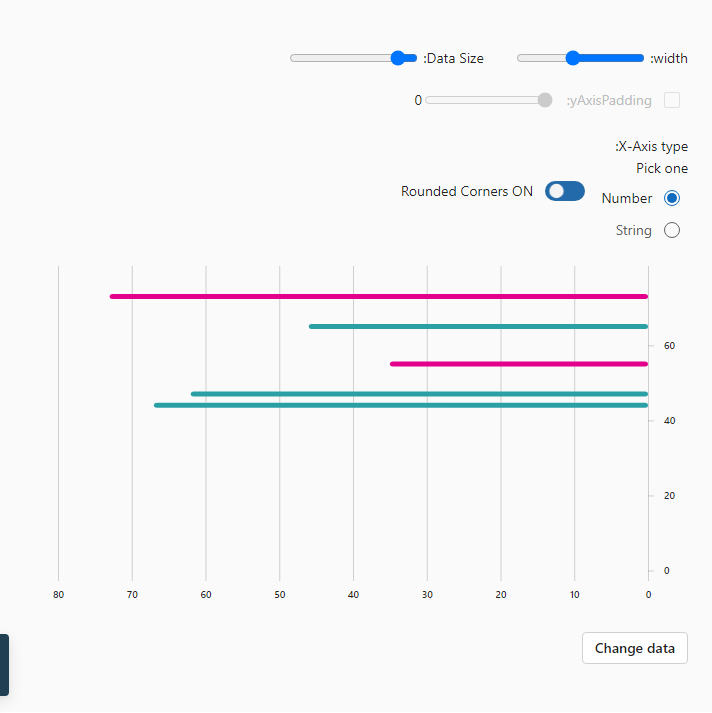 :width
:Data Size
:yAxisPadding
0
:X-Axis type
Pick one
Number
String
Rounded Corners ON
60
40
20
0
80 70 60 50 40 30 20 10 0
Change data